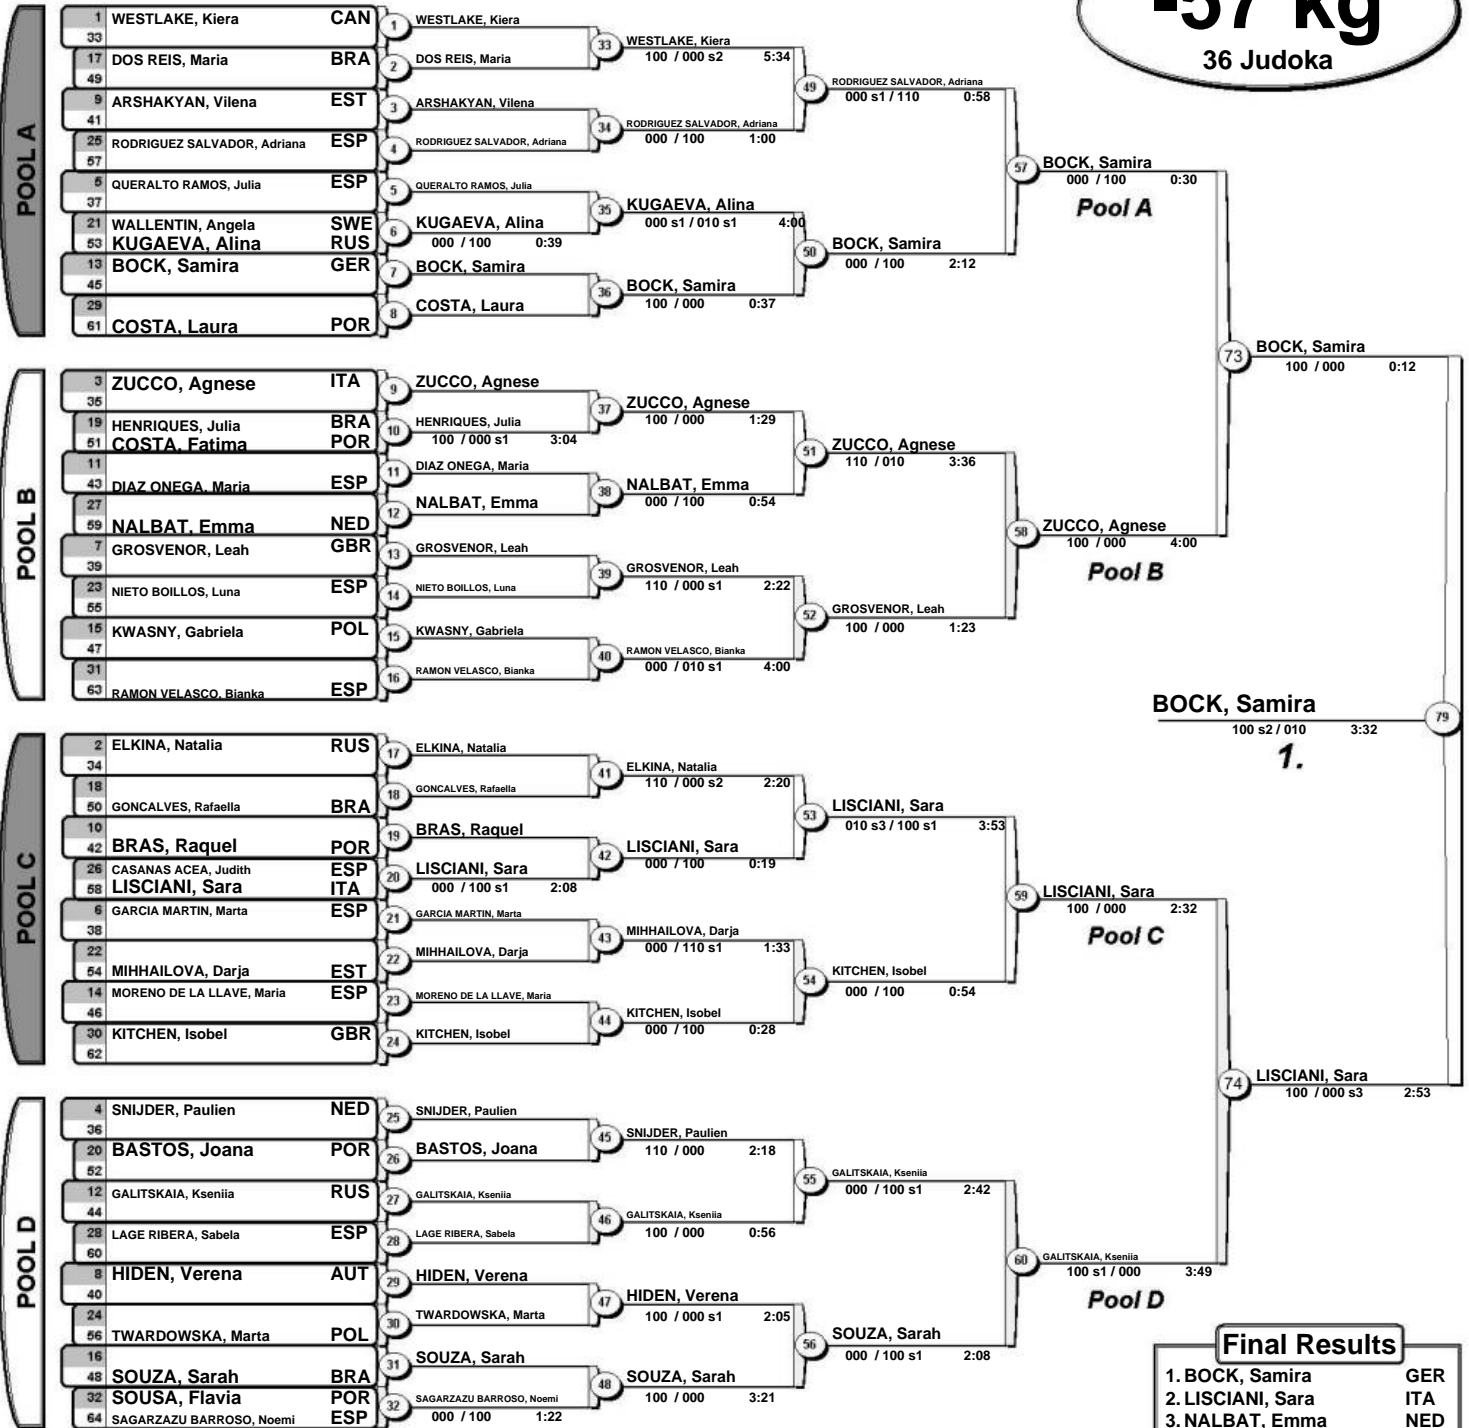 -57 kg
36 Judoka
POOL A
1 WESTLAKE, Kiera CAN
33
17 DOS REIS, Maria BRA
49
9 ARSHAKYAN, Vilena EST
41
25 RODRIGUEZ SALVADOR, Adriana ESP
57
5 QUERALTO RAMOS, Julia ESP
37
21 WALLENTIN, Angela SWE
53 KUGAEVA, Alina RUS
13 BOCK, Samira GER
45
29
61 COSTA, Laura POR
1 WESTLAKE, Kiera
2 DOS REIS, Maria
3 ARSHAKYAN, Vilena
4 RODRIGUEZ SALVADOR, Adriana
5 QUERALTO RAMOS, Julia
6 KUGAEVA, Alina
000 / 100 0:39
7 BOCK, Samira
8 COSTA, Laura
33 WESTLAKE, Kiera
100 / 000 s2 5:34
34 RODRIGUEZ SALVADOR, Adriana
000 / 100 1:00
35 KUGAEVA, Alina
000 s1 / 010 s1 4:00
36 BOCK, Samira
100 / 000 0:37
49 RODRIGUEZ SALVADOR, Adriana
000 s1 / 110 0:58
50 BOCK, Samira
000 / 100 2:12
57 BOCK, Samira
000 / 100 0:30
Pool A
POOL B
3 ZUCCO, Agnese ITA
35
19 HENRIQUES, Julia BRA
51 COSTA, Fatima POR
11
43 DIAZ ONEGA, Maria ESP
27
59 NALBAT, Emma NED
7 GROSVENOR, Leah GBR
39
23 NIETO BOILLOS, Luna ESP
55
15 KWASNY, Gabriela POL
47
31
63 RAMON VELASCO, Bianka ESP
9 ZUCCO, Agnese
10 HENRIQUES, Julia
100 / 000 s1 3:04
11 DIAZ ONEGA, Maria
12 NALBAT, Emma
13 GROSVENOR, Leah
14 NIETO BOILLOS, Luna
15 KWASNY, Gabriela
16 RAMON VELASCO, Bianka
37 ZUCCO, Agnese
100 / 000 1:29
38 NALBAT, Emma
000 / 100 0:54
39 GROSVENOR, Leah
110 / 000 s1 2:22
40 RAMON VELASCO, Bianka
000 / 010 s1 4:00
51 ZUCCO, Agnese
110 / 010 3:36
52 GROSVENOR, Leah
100 / 000 1:23
58 ZUCCO, Agnese
100 / 000 4:00
Pool B
73 BOCK, Samira
100 / 000 0:12
BOCK, Samira 79
100 s2 / 010 3:32
1.
POOL C
2 ELKINA, Natalia RUS
34
18
50 GONCALVES, Rafaella BRA
10
42 BRAS, Raquel POR
26 CASANAS ACEA, Judith ESP
58 LISCIANI, Sara ITA
6 GARCIA MARTIN, Marta ESP
38
22
54 MIHHAILOVA, Darja EST
14 MORENO DE LA LLAVE, Maria ESP
46
30 KITCHEN, Isobel GBR
62
17 ELKINA, Natalia
18 GONCALVES, Rafaella
19 BRAS, Raquel
20 LISCIANI, Sara
000 / 100 s1 2:08
21 GARCIA MARTIN, Marta
22 MIHHAILOVA, Darja
23 MORENO DE LA LLAVE, Maria
24 KITCHEN, Isobel
41 ELKINA, Natalia
110 / 000 s2 2:20
42 LISCIANI, Sara
000 / 100 0:19
43 MIHHAILOVA, Darja
000 / 110 s1 1:33
44 KITCHEN, Isobel
000 / 100 0:28
53 LISCIANI, Sara
010 s3 / 100 s1 3:53
54 KITCHEN, Isobel
000 / 100 0:54
59 LISCIANI, Sara
100 / 000 2:32
Pool C
POOL D
4 SNIJDER, Paulien NED
36
20 BASTOS, Joana POR
52
12 GALITSKAIA, Kseniia RUS
44
28 LAGE RIBERA, Sabela ESP
60
8 HIDEN, Verena AUT
40
24
56 TWARDOWSKA, Marta POL
16
48 SOUZA, Sarah BRA
32 SOUSA, Flavia POR
64 SAGARZAZU BARROSO, Noemi ESP
25 SNIJDER, Paulien
26 BASTOS, Joana
27 GALITSKAIA, Kseniia
28 LAGE RIBERA, Sabela
29 HIDEN, Verena
30 TWARDOWSKA, Marta
31 SOUZA, Sarah
32 SAGARZAZU BARROSO, Noemi
000 / 100 1:22
45 SNIJDER, Paulien
110 / 000 2:18
46 GALITSKAIA, Kseniia
100 / 000 0:56
47 HIDEN, Verena
100 / 000 s1 2:05
48 SOUZA, Sarah
100 / 000 3:21
55 GALITSKAIA, Kseniia
000 / 100 s1 2:42
56 SOUZA, Sarah
000 / 100 s1 2:08
60 GALITSKAIA, Kseniia
100 s1 / 000 3:49
Pool D
74 LISCIANI, Sara
100 / 000 s3 2:53
Final Results
1. BOCK, Samira GER
2. LISCIANI, Sara ITA
3. NALBAT, Emma NED